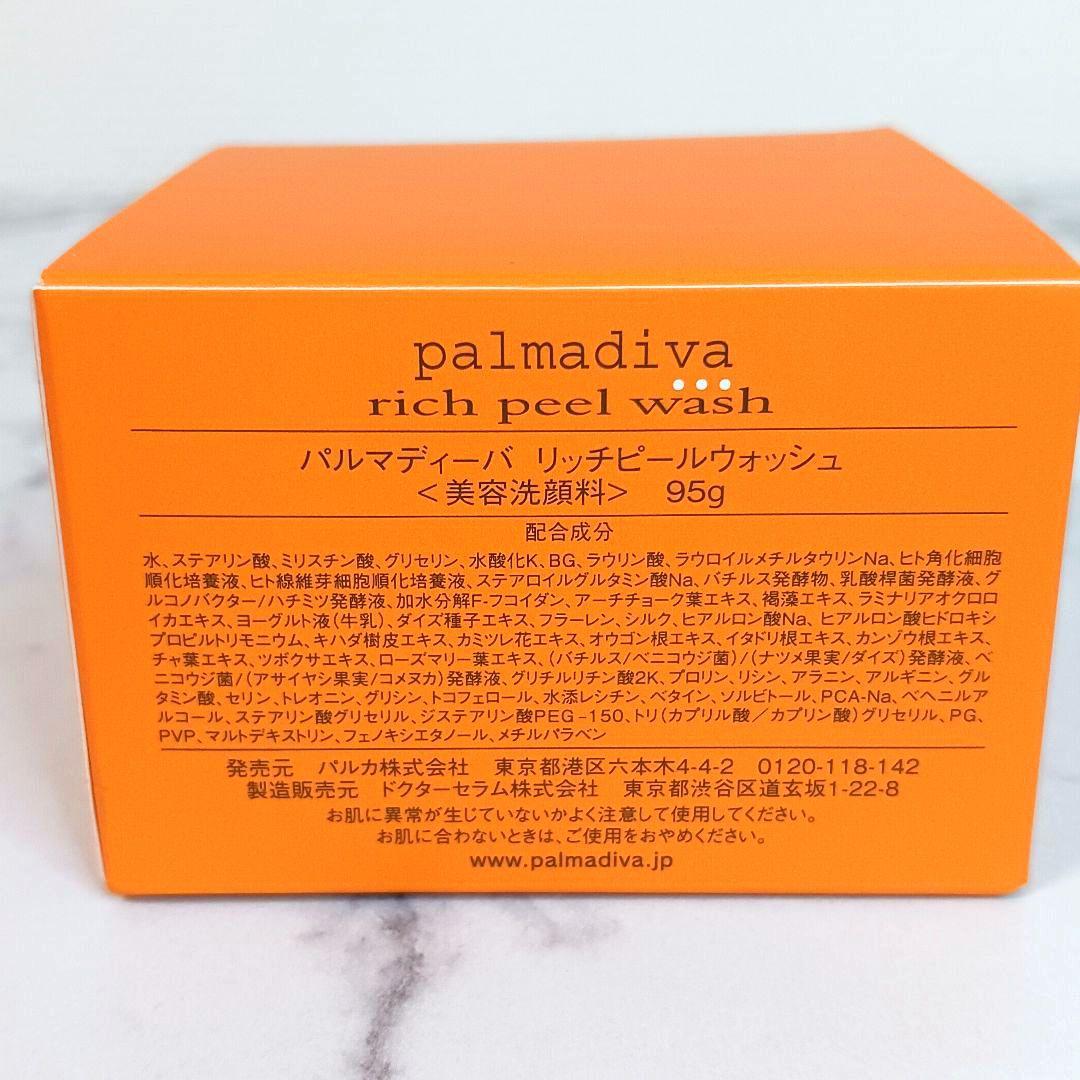 palmadiva
rich peel wash
パルマディーバ リッチピールウォッシュ
<美容洗顔料> 95g
配合成分
水、ステアリン酸、ミリスチン酸、グリセリン、水酸化K、BG、ラウリン酸、ラウロイルメチルタウリンNa、ヒト角化細胞
順化培養液、ヒト線維芽細胞順化培養液、ステアロイルグルタミン酸Na、バチルス発酵物、乳酸桿菌発酵液、グ
ルコノバクター/ハチミツ発酵液、加水分解F-フコイダン、アーチチョーク葉エキス、褐藻エキス、ラミナリアオクロロイ
イカエキス、ヨーグルト液(牛乳)、ダイズ種子エキス、フラーレン、シルク、ヒアルロン酸Na、ヒアルロン酸ヒドロキシ
プロピルトリモニウム、キハダ樹皮エキス、カミツレ花エキス、オウゴン根エキス、イタドリ根エキス、カンゾウ根エキス、
チャ葉エキス、ツボクサエキス、ローズマリー葉エキス、(バチルス/ベニコウジ菌)/(ナツメ果実/ダイズ)発酵液、ベ
ニコウジ菌/(アサイヤシ果実/コメヌカ)発酵液、グリチルリチン酸2K、プロリン、リシン、アラニン、アルギニン、グル
タミン酸、セリン、トレオニン、グリシン、トコフェロール、水添レシチン、ベタイン、ソルビトール、PCA-Na、ベヘニルア
ルコール、ステアリン酸グリセリル、ジステアリン酸PEG-150、トリ(カプリル酸/カプリン酸)グリセリル、PG、
PVP、マルトデキストリン、フェノキシエタノール、メチルパラベン
発売元 パルカ株式会社 東京都港区六本木4-4-2 0120-118-142
製造販売元 ドクターセラム株式会社 東京都渋谷区道玄坂1-22-8
お肌に異常が生じていないかよく注意して使用してください。
お肌に合わないときは、ご使用をおやめください。
www.palmadiva.jp